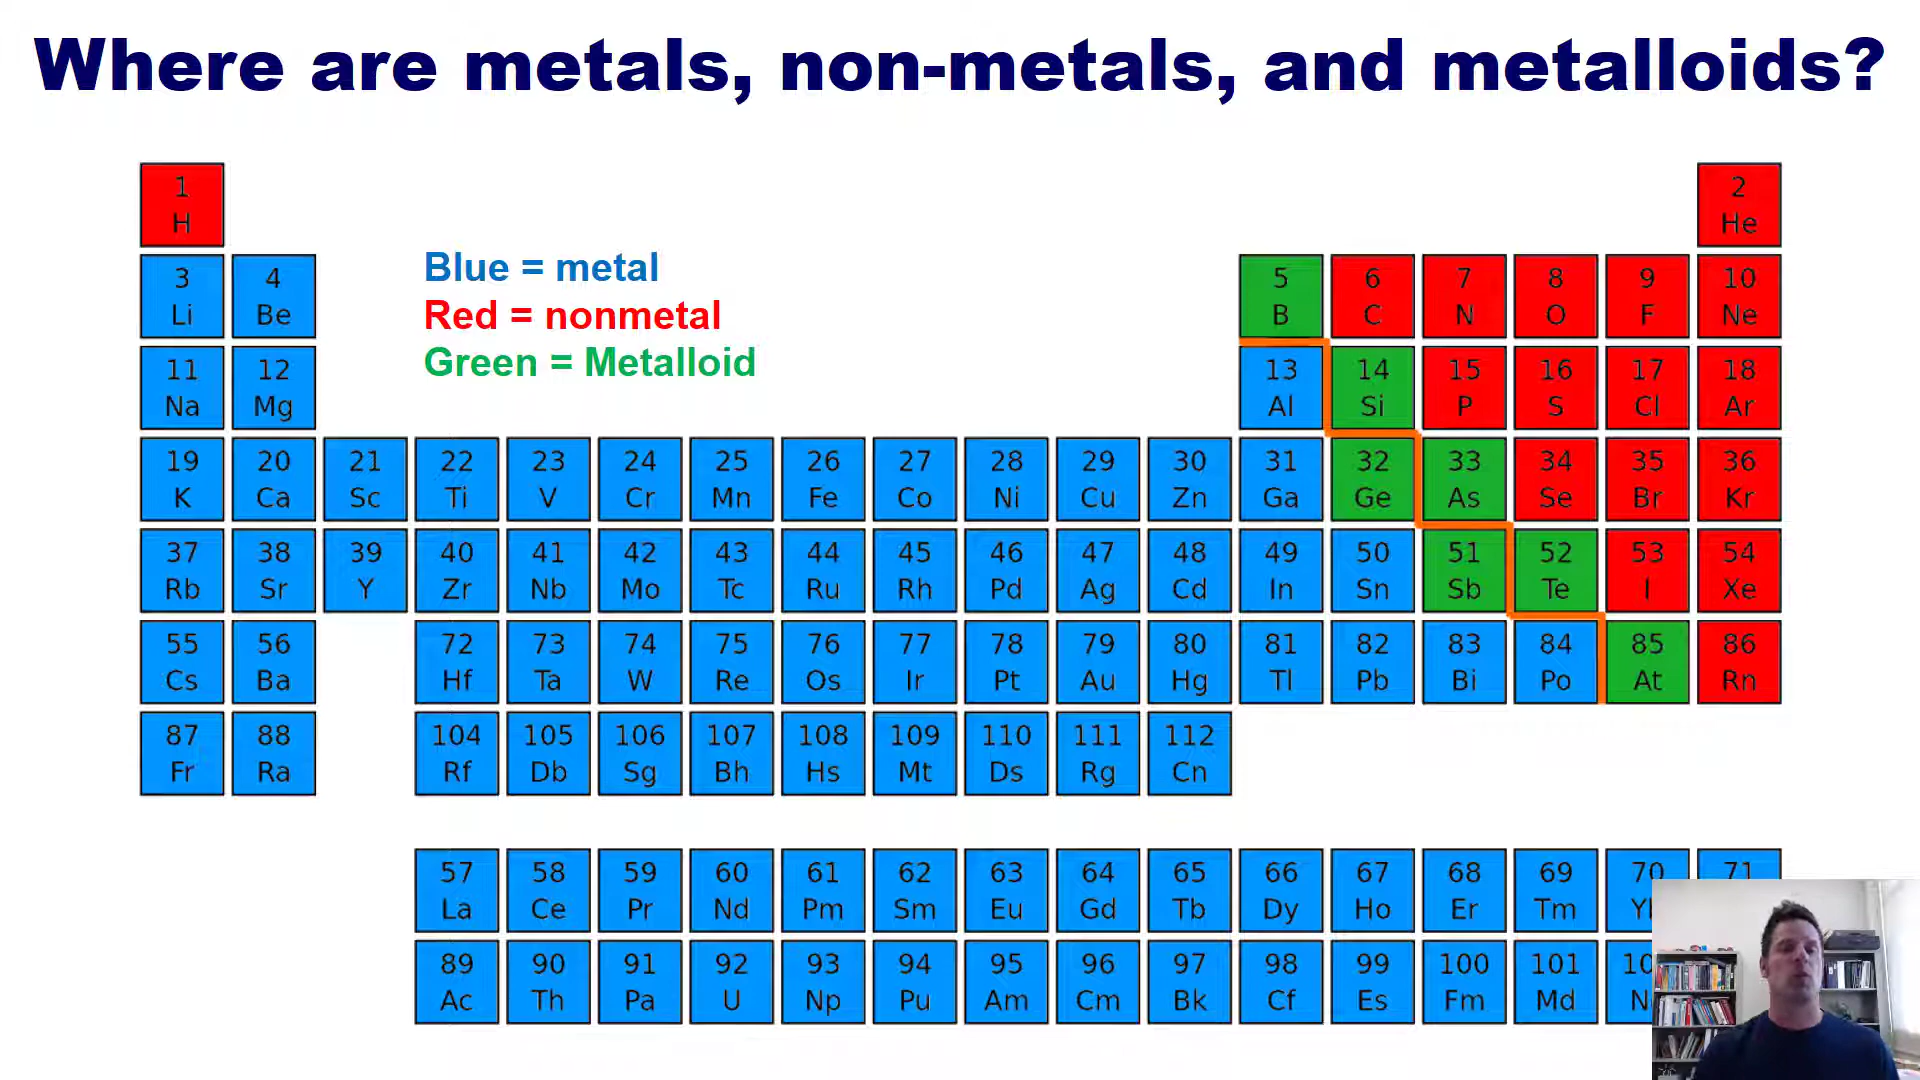 Where are metals, non-metals, and metalloids?
1 2
H He
Blue = metal
Red = nonmetal
Green = Metalloid
3 4 5 6 7 8 9 10
Li Be B C N O F Ne
11 12 13 14 15 16 17 18
Na Mg Al Si P S Cl Ar
19 20 21 22 23 24 25 26 27 28 29 30 31 32 33 34 35 36
K Ca Sc Ti V Cr Mn Fe Co Ni Cu Zn Ga Ge As Se Br Kr
37 38 39 40 41 42 43 44 45 46 47 48 49 50 51 52 53 54
Rb Sr Y Zr Nb Mo Tc Ru Rh Pd Ag Cd In Sn Sb Te I Xe
55 56 72 73 74 75 76 77 78 79 80 81 82 83 84 85 86
Cs Ba Hf Ta W Re Os Ir Pt Au Hg Tl Pb Bi Po At Rn
87 88 104 105 106 107 108 109 110 111 112
Fr Ra Rf Db Sg Bh Hs Mt Ds Rg Cn
57 58 59 60 61 62 63 64 65 66 67 68 69 70 71
La Ce Pr Nd Pm Sm Eu Gd Tb Dy Ho Er Tm
89 90 91 92 93 94 95 96 97 98 99 100 101
Ac Th Pa U Np Pu Am Cm Bk Cf Es Fm Md